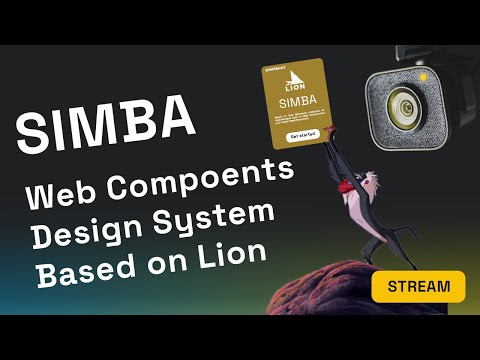 SIMBA
Web Compoents
Design System
Based on Lion
LION
SIMBA
Get started
STREAM